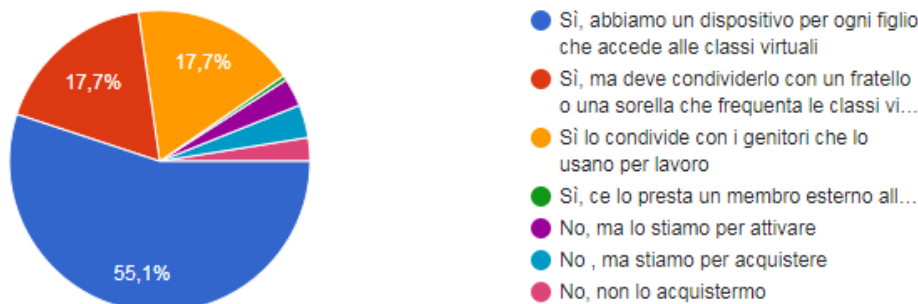 17,7%
17,7%
55,1%
Sì, abbiamo un dispositivo per ogni figlio
che accede alle classi virtuali
Sì, ma deve condividerlo con un fratello
o una sorella che frequenta le classi vi…
Sì lo condivide con i genitori che lo
usano per lavoro
Sì, ce lo presta un membro esterno all…
No, ma lo stiamo per attivare
No , ma stiamo per acquistere
No, non lo acquistermo